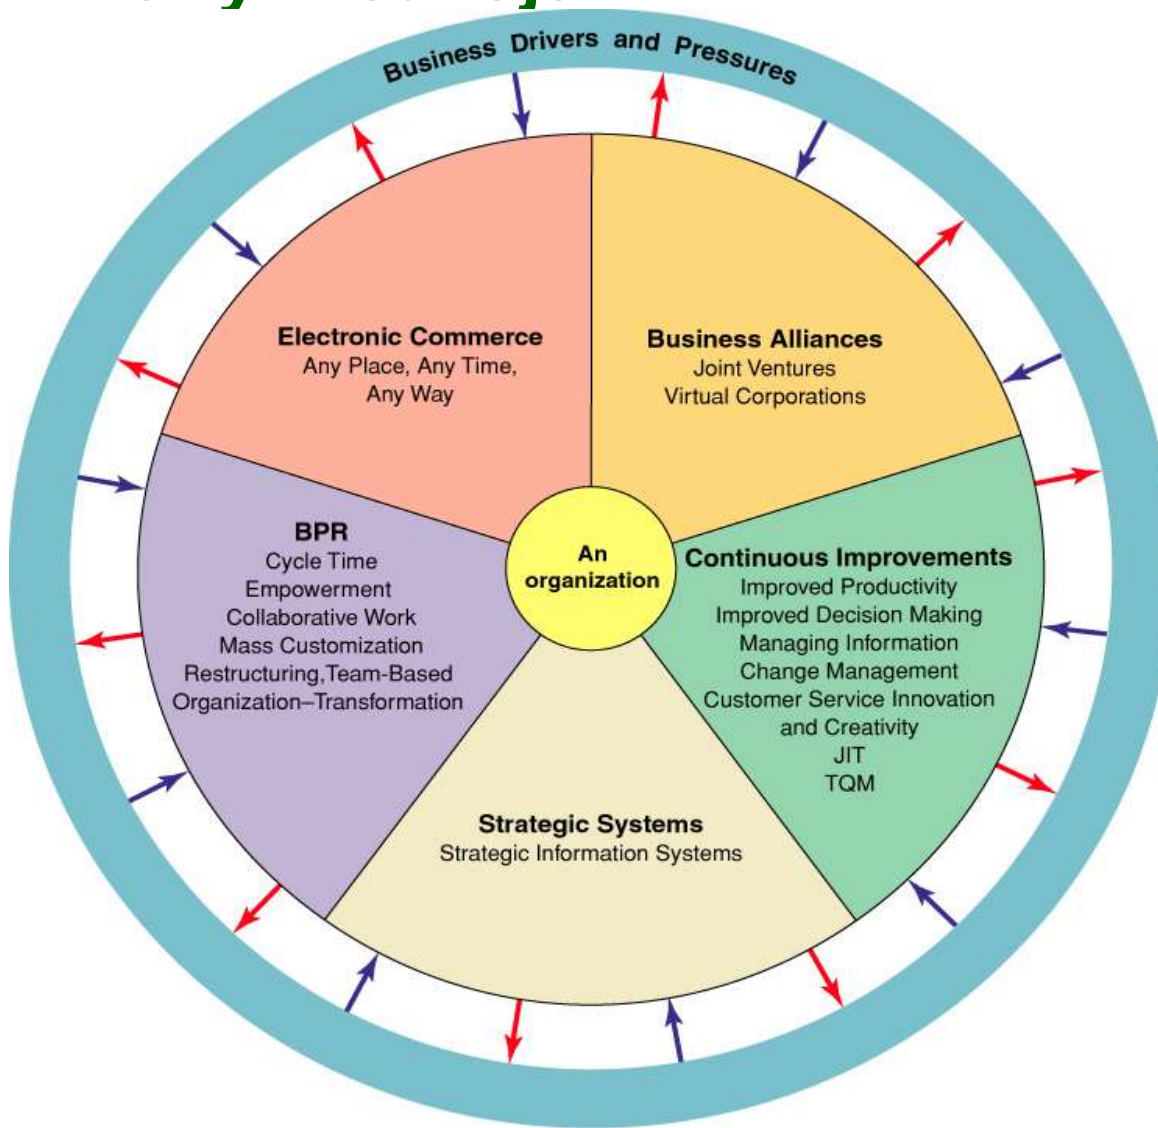 Business Drivers and Pressures
Electronic Commerce
Any Place, Any Time,
Any Way
Business Alliances
Joint Ventures
Virtual Corporations
BPR
Cycle Time
Empowerment
Collaborative Work
Mass Customization
Restructuring,Team-Based
Organization–Transformation
An
organization
Continuous Improvements
Improved Productivity
Improved Decision Making
Managing Information
Change Management
Customer Service Innovation
and Creativity
JIT
TQM
Strategic Systems
Strategic Information Systems